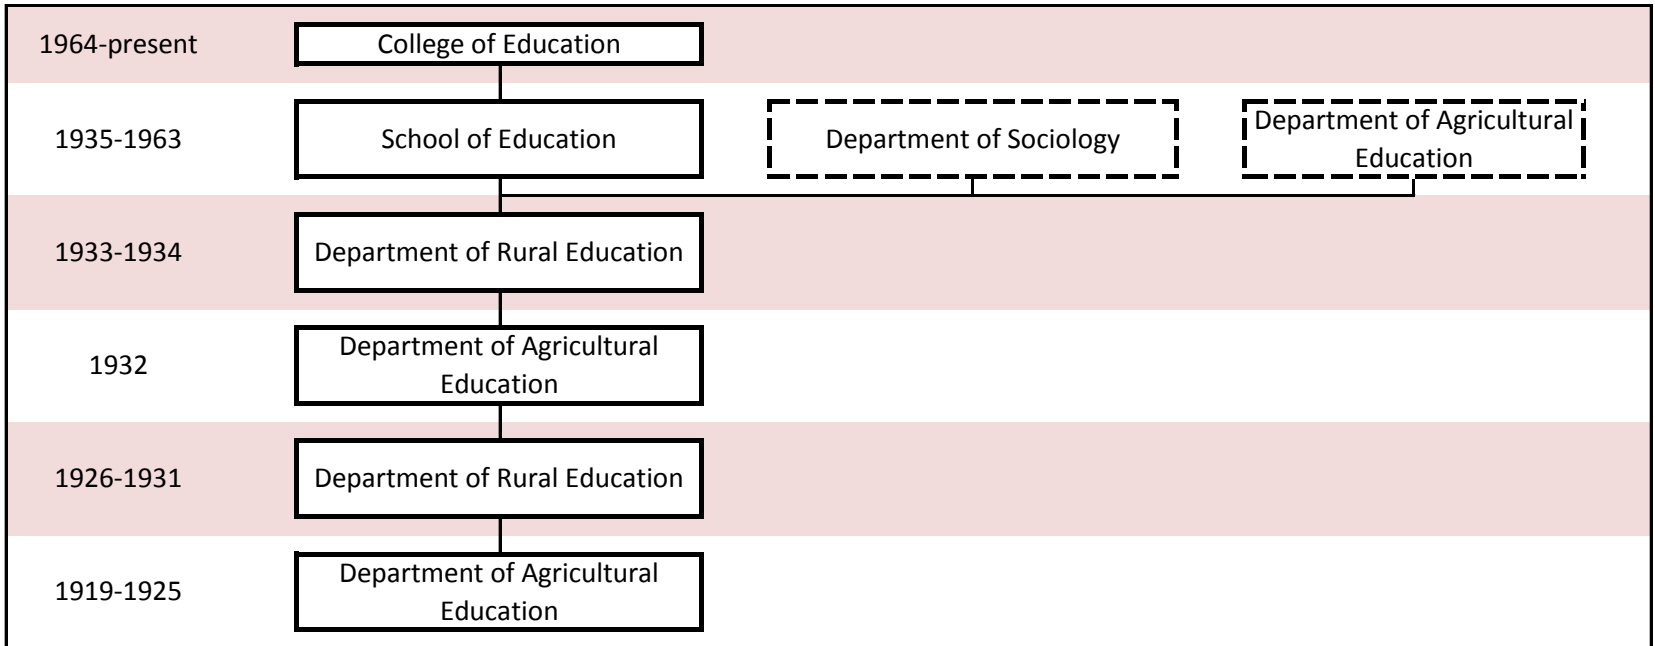 1964-present
College of Education
1935-1963
School of Education
Department of Sociology
Department of Agricultural
Education
1933-1934
Department of Rural Education
1932
Department of Agricultural
Education
1926-1931
Department of Rural Education
1919-1925
Department of Agricultural
Education